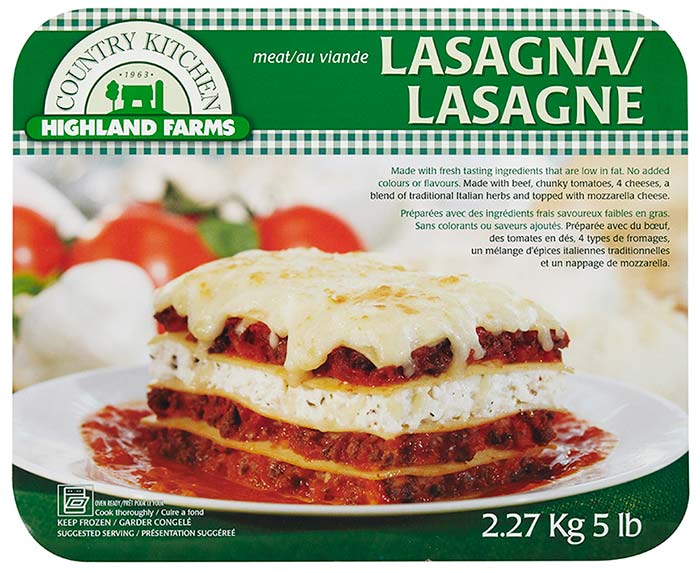 COUNTRY KITCHEN
·1963·
HIGHLAND FARMS
meat/au viande
LASAGNA/
LASAGNE
Made with fresh tasting ingredients that are low in fat. No added
colours or flavours. Made with beef, chunky tomatoes, 4 cheeses, a
blend of traditional Italian herbs and topped with mozzarella cheese.
Préparées avec des ingrédients frais savoureux faibles en gras.
Sans colorants ou saveurs ajoutés. Préparée avec du bœuf,
des tomates en dés, 4 types de fromages,
un mélange d'épices italiennes traditionnelles
et un nappage de mozzarella.
OVEN READY/PRÊT POUR LE FOUR
Cook thoroughly / Cuire a fond
KEEP FROZEN / GARDER CONGELÉ
SUGGESTED SERVING / PRÉSENTATION SUGGÉREÉ
2.27 Kg 5 lb